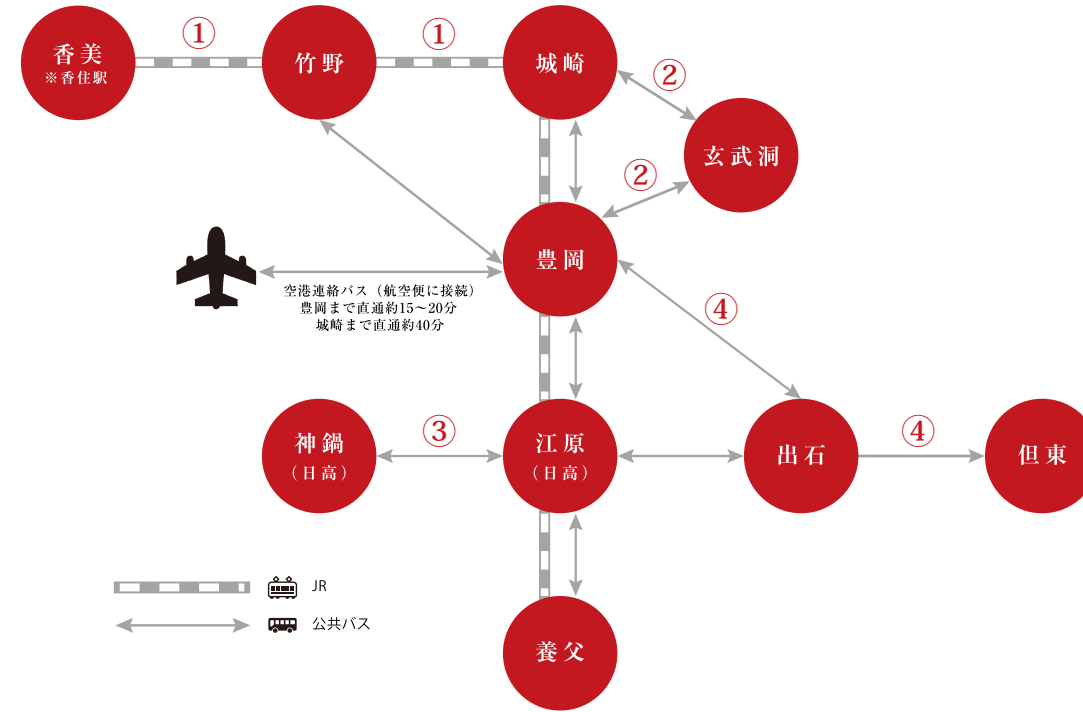 ①
①
香美
※香住駅
竹野
城崎
②
玄武洞
②
豊岡
空港連絡バス（航空便に接続）
豊岡まで直通約15〜20分
城崎まで直通約40分
④
神鍋
（日高）
③
江原
（日高）
出石
④
但東
JR
公共バス
養父